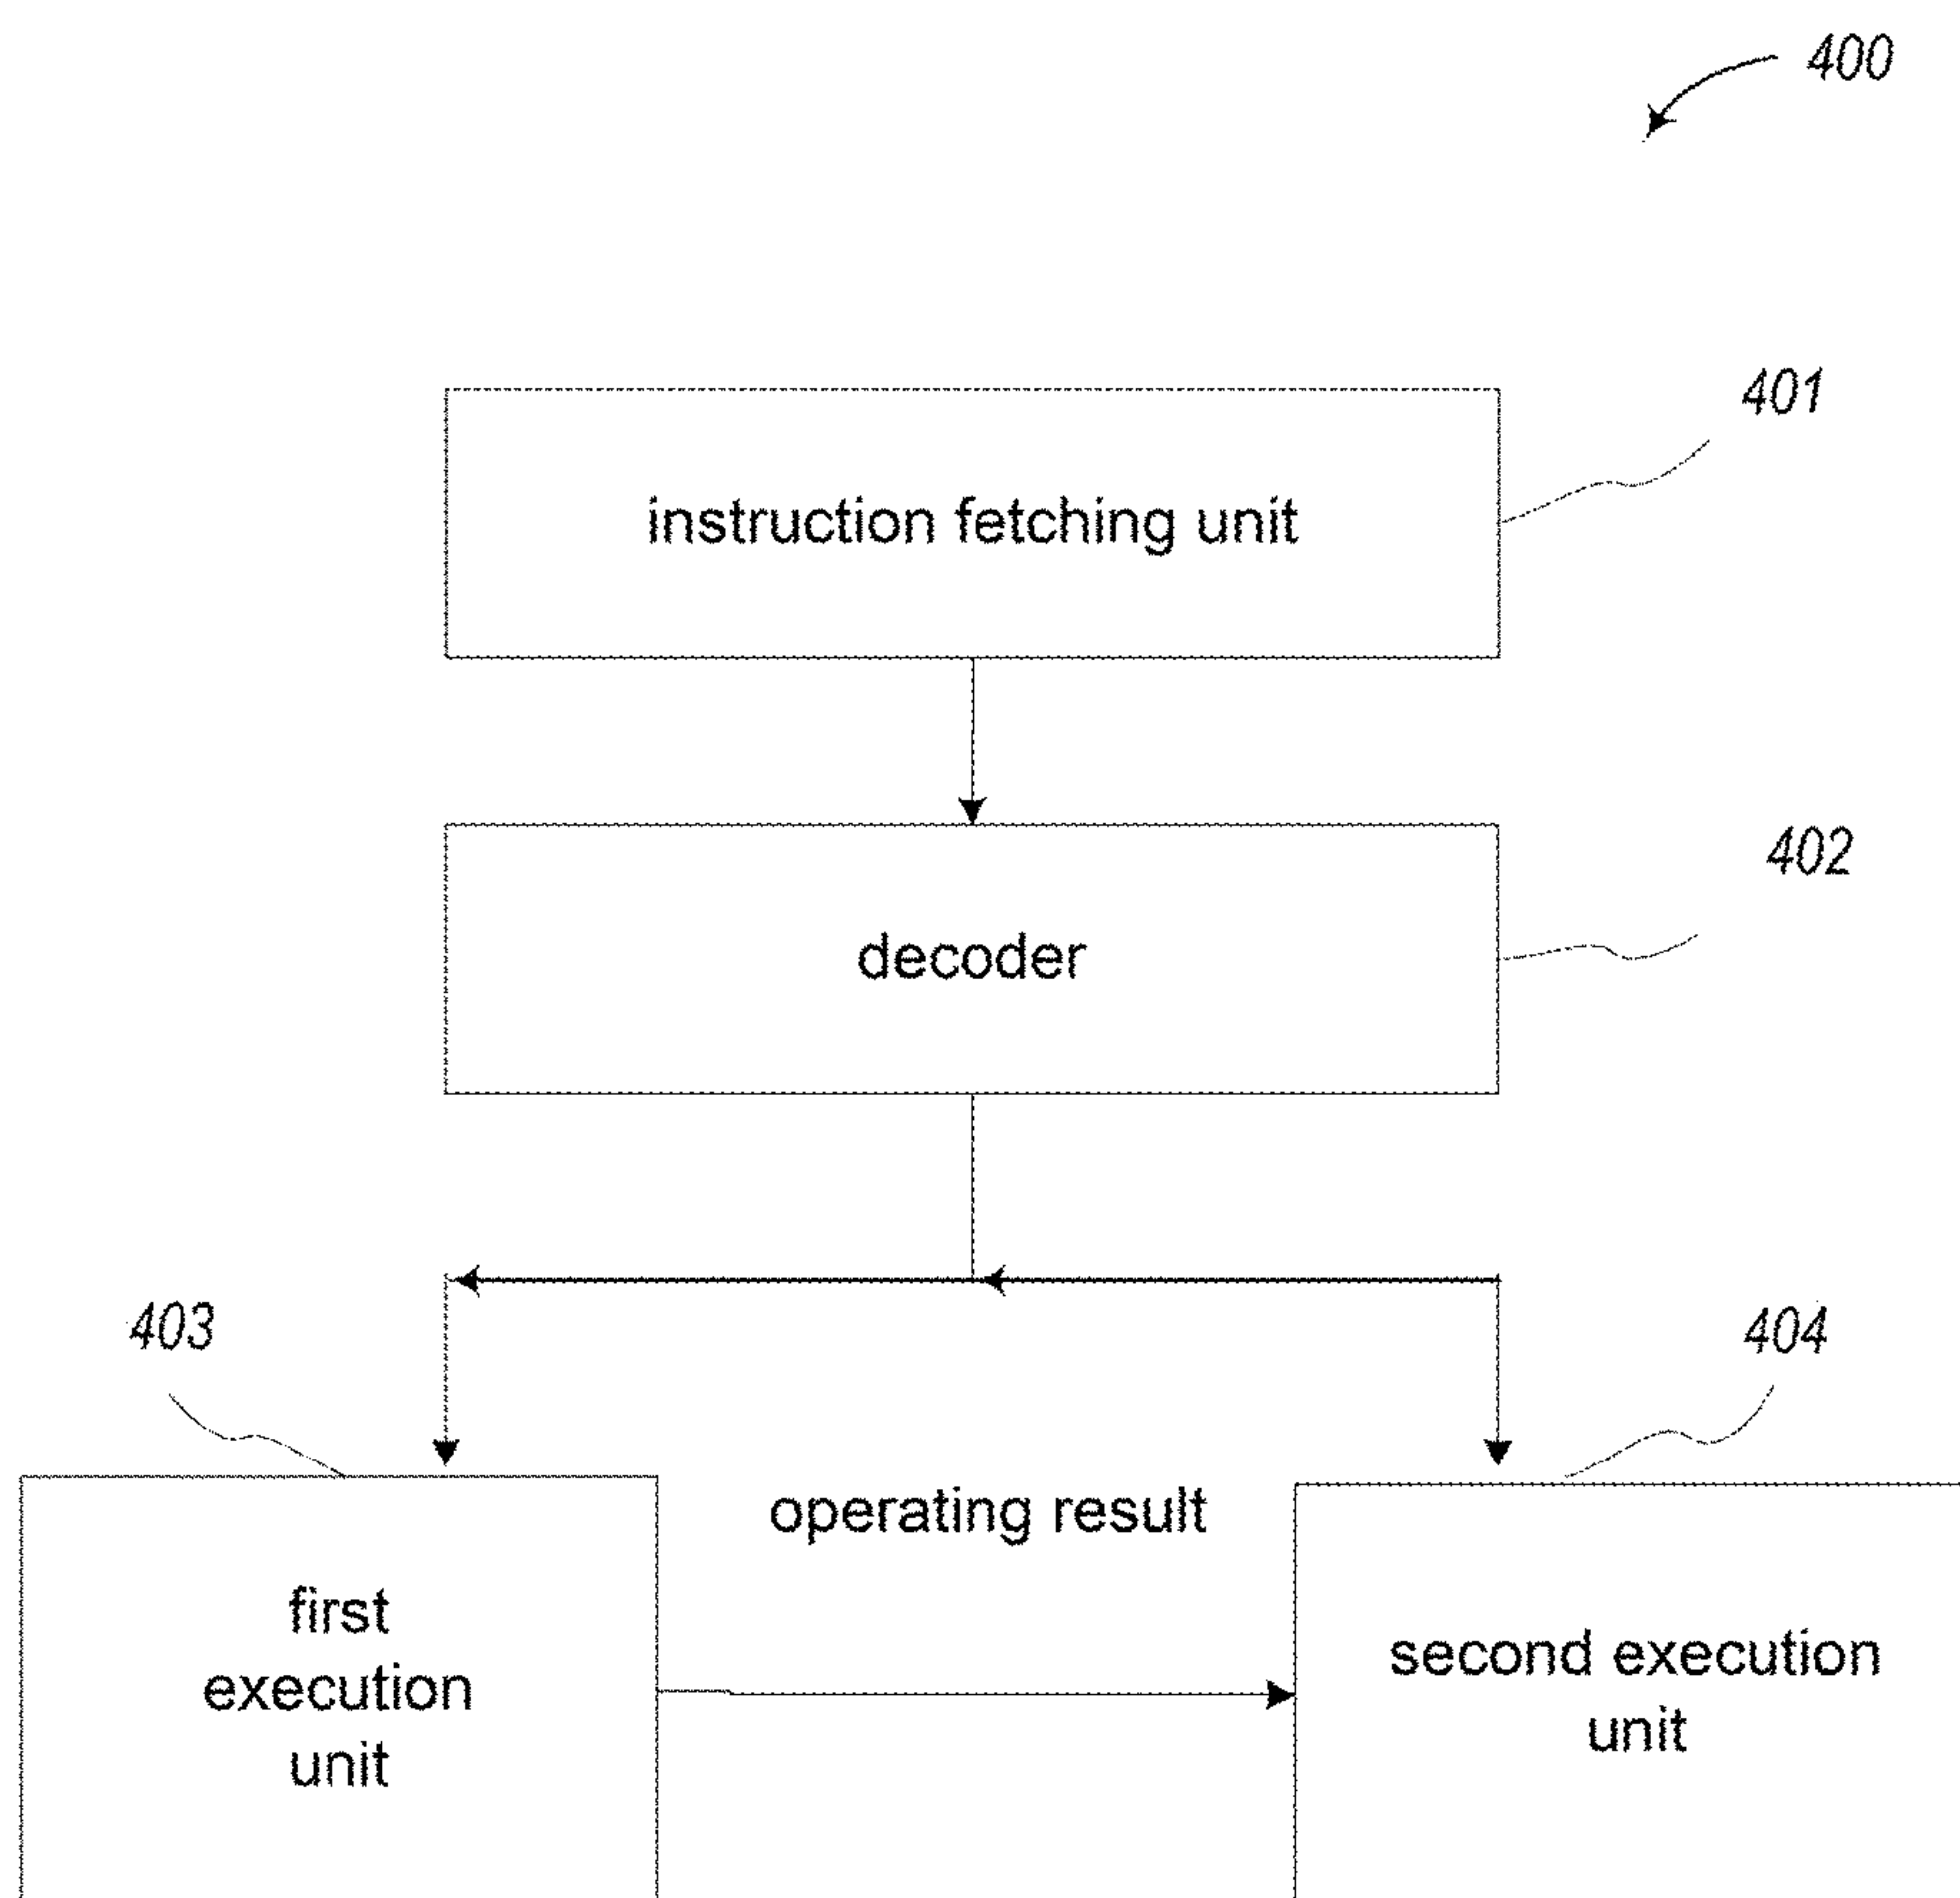 400
401
instruction fetching unit
402
decoder
403
404
operating result
first
execution
unit
second execution
unit